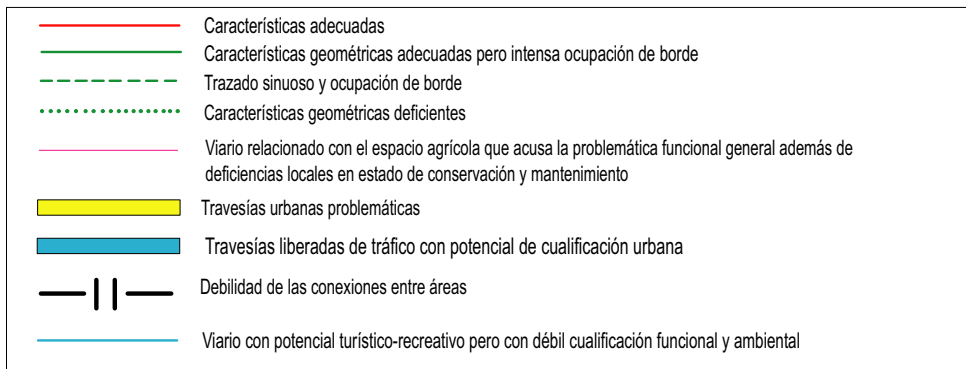 Características adecuadas
Características geométricas adecuadas pero intensa ocupación de borde
Trazado sinuoso y ocupación de borde
Características geométricas deficientes
Viario relacionado con el espacio agrícola que acusa la problemática funcional general además de
deficiencias locales en estado de conservación y mantenimiento
Travesías urbanas problemáticas
Travesías liberadas de tráfico con potencial de cualificación urbana
Debilidad de las conexiones entre áreas
Viario con potencial turístico-recreativo pero con débil cualificación funcional y ambiental